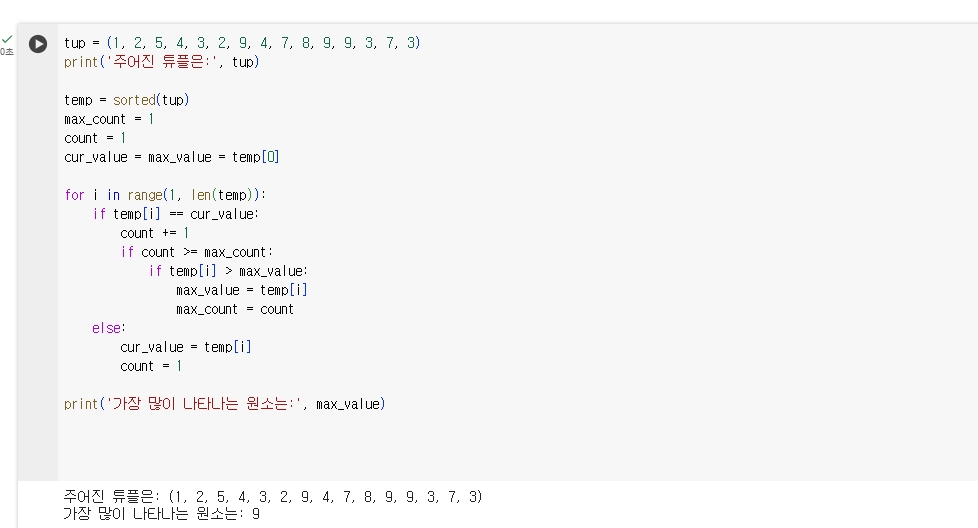 0초
tup = (1, 2, 5, 4, 3, 2, 9, 4, 7, 8, 9, 9, 3, 7, 3)
print('주어진 튜플은:', tup)
temp = sorted(tup)
max_count = 1
count = 1
cur_value = max_value = temp[0]
for i in range(1, len(temp)):
    if temp[i] == cur_value:
        count += 1
        if count >= max_count:
            if temp[i] > max_value:
                max_value = temp[i]
                max_count = count
    else:
        cur_value = temp[i]
        count = 1
print('가장 많이 나타나는 원소는:', max_value)
주어진 튜플은: (1, 2, 5, 4, 3, 2, 9, 4, 7, 8, 9, 9, 3, 7, 3)
가장 많이 나타나는 원소는: 9